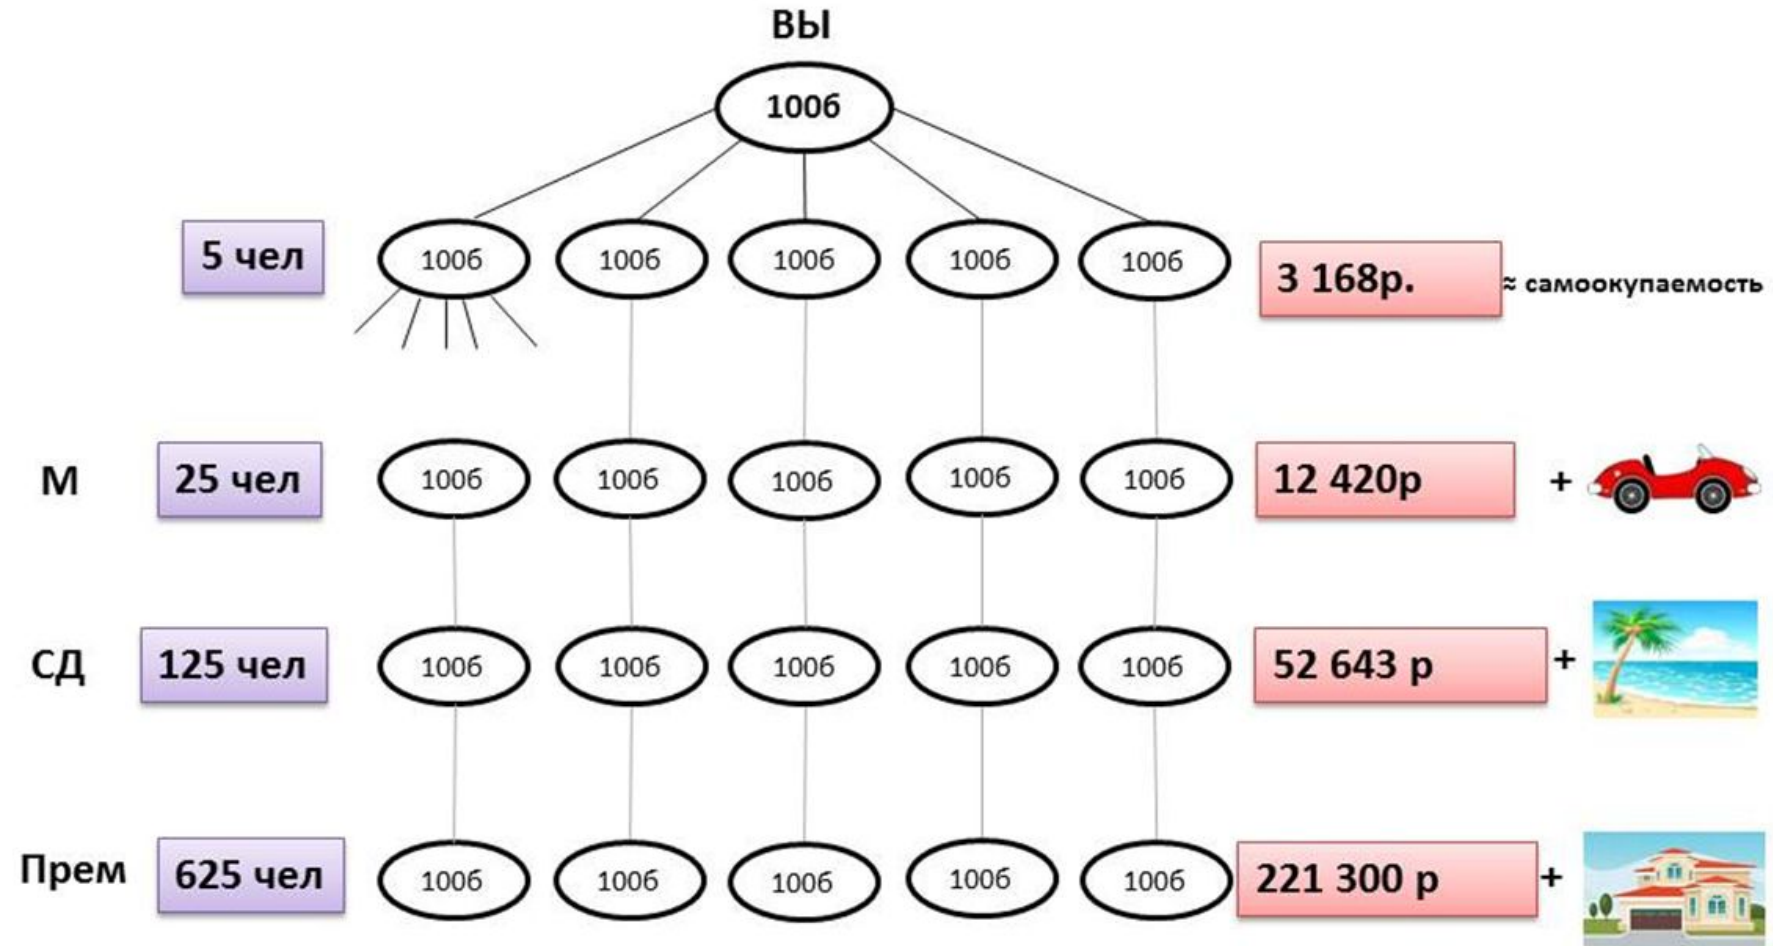 ВЫ
100б
5 чел
100б 100б 100б 100б 100б
3 168р.
≈ самоокупаемость
М
25 чел
100б 100б 100б 100б 100б
12 420р
+
СД
125 чел
100б 100б 100б 100б 100б
52 643 р
+
Прем
625 чел
100б 100б 100б 100б 100б
221 300 р
+